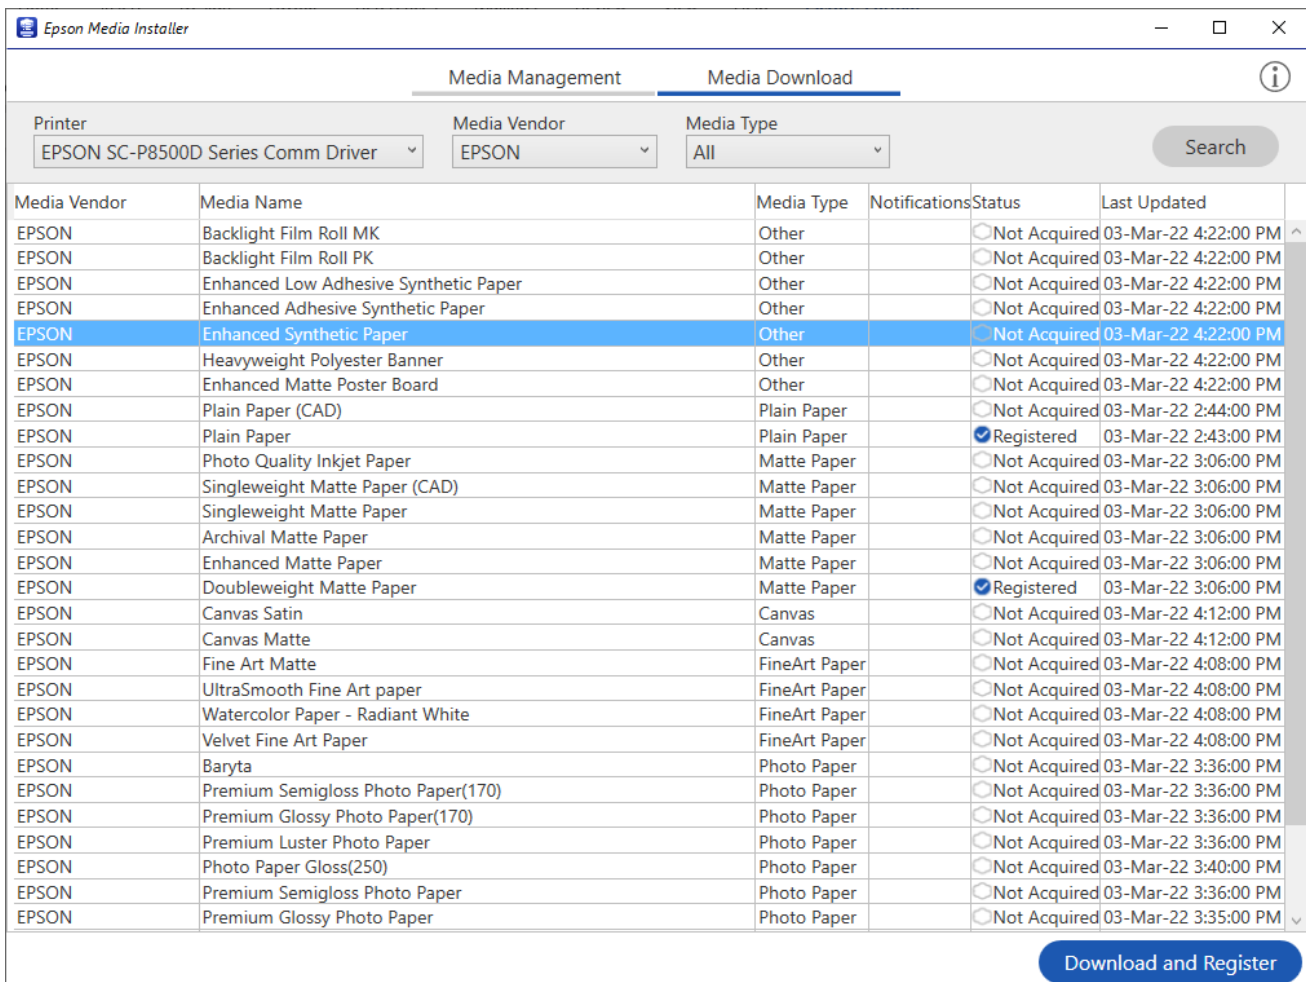 Epson Media Installer
Media Management Media Download
Printer Media Vendor Media Type
EPSON SC-P8500D Series Comm Driver EPSON All Search
Media Vendor Media Name Media Type Notifications Status Last Updated
EPSON Backlight Film Roll MK Other Not Acquired 03-Mar-22 4:22:00 PM
EPSON Backlight Film Roll PK Other Not Acquired 03-Mar-22 4:22:00 PM
EPSON Enhanced Low Adhesive Synthetic Paper Other Not Acquired 03-Mar-22 4:22:00 PM
EPSON Enhanced Adhesive Synthetic Paper Other Not Acquired 03-Mar-22 4:22:00 PM
EPSON Enhanced Synthetic Paper Other Not Acquired 03-Mar-22 4:22:00 PM
EPSON Heavyweight Polyester Banner Other Not Acquired 03-Mar-22 4:22:00 PM
EPSON Enhanced Matte Poster Board Other Not Acquired 03-Mar-22 4:22:00 PM
EPSON Plain Paper (CAD) Plain Paper Not Acquired 03-Mar-22 2:44:00 PM
EPSON Plain Paper Plain Paper Registered 03-Mar-22 2:43:00 PM
EPSON Photo Quality Inkjet Paper Matte Paper Not Acquired 03-Mar-22 3:06:00 PM
EPSON Singleweight Matte Paper (CAD) Matte Paper Not Acquired 03-Mar-22 3:06:00 PM
EPSON Singleweight Matte Paper Matte Paper Not Acquired 03-Mar-22 3:06:00 PM
EPSON Archival Matte Paper Matte Paper Not Acquired 03-Mar-22 3:06:00 PM
EPSON Enhanced Matte Paper Matte Paper Not Acquired 03-Mar-22 3:06:00 PM
EPSON Doubleweight Matte Paper Matte Paper Registered 03-Mar-22 3:06:00 PM
EPSON Canvas Satin Canvas Not Acquired 03-Mar-22 4:12:00 PM
EPSON Canvas Matte Canvas Not Acquired 03-Mar-22 4:12:00 PM
EPSON Fine Art Matte FineArt Paper Not Acquired 03-Mar-22 4:08:00 PM
EPSON UltraSmooth Fine Art paper FineArt Paper Not Acquired 03-Mar-22 4:08:00 PM
EPSON Watercolor Paper - Radiant White FineArt Paper Not Acquired 03-Mar-22 4:08:00 PM
EPSON Velvet Fine Art Paper FineArt Paper Not Acquired 03-Mar-22 4:08:00 PM
EPSON Baryta Photo Paper Not Acquired 03-Mar-22 3:36:00 PM
EPSON Premium Semigloss Photo Paper(170) Photo Paper Not Acquired 03-Mar-22 3:36:00 PM
EPSON Premium Glossy Photo Paper(170) Photo Paper Not Acquired 03-Mar-22 3:36:00 PM
EPSON Premium Luster Photo Paper Photo Paper Not Acquired 03-Mar-22 3:36:00 PM
EPSON Photo Paper Gloss(250) Photo Paper Not Acquired 03-Mar-22 3:40:00 PM
EPSON Premium Semigloss Photo Paper Photo Paper Not Acquired 03-Mar-22 3:36:00 PM
EPSON Premium Glossy Photo Paper Photo Paper Not Acquired 03-Mar-22 3:35:00 PM
Download and Register